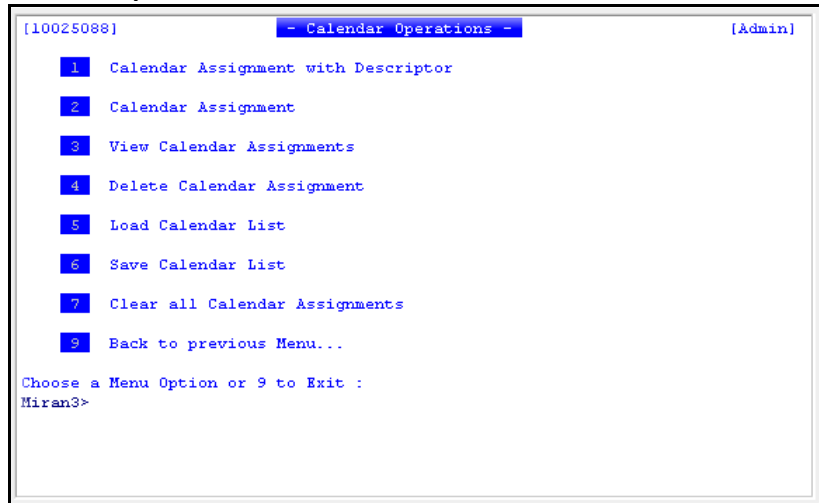 [10025088] - Calendar Operations - [Admin]
1 Calendar Assignment with Descriptor
2 Calendar Assignment
3 View Calendar Assignments
4 Delete Calendar Assignment
5 Load Calendar List
6 Save Calendar List
7 Clear all Calendar Assignments
9 Back to previous Menu...
Choose a Menu Option or 9 to Exit :
Miran3>